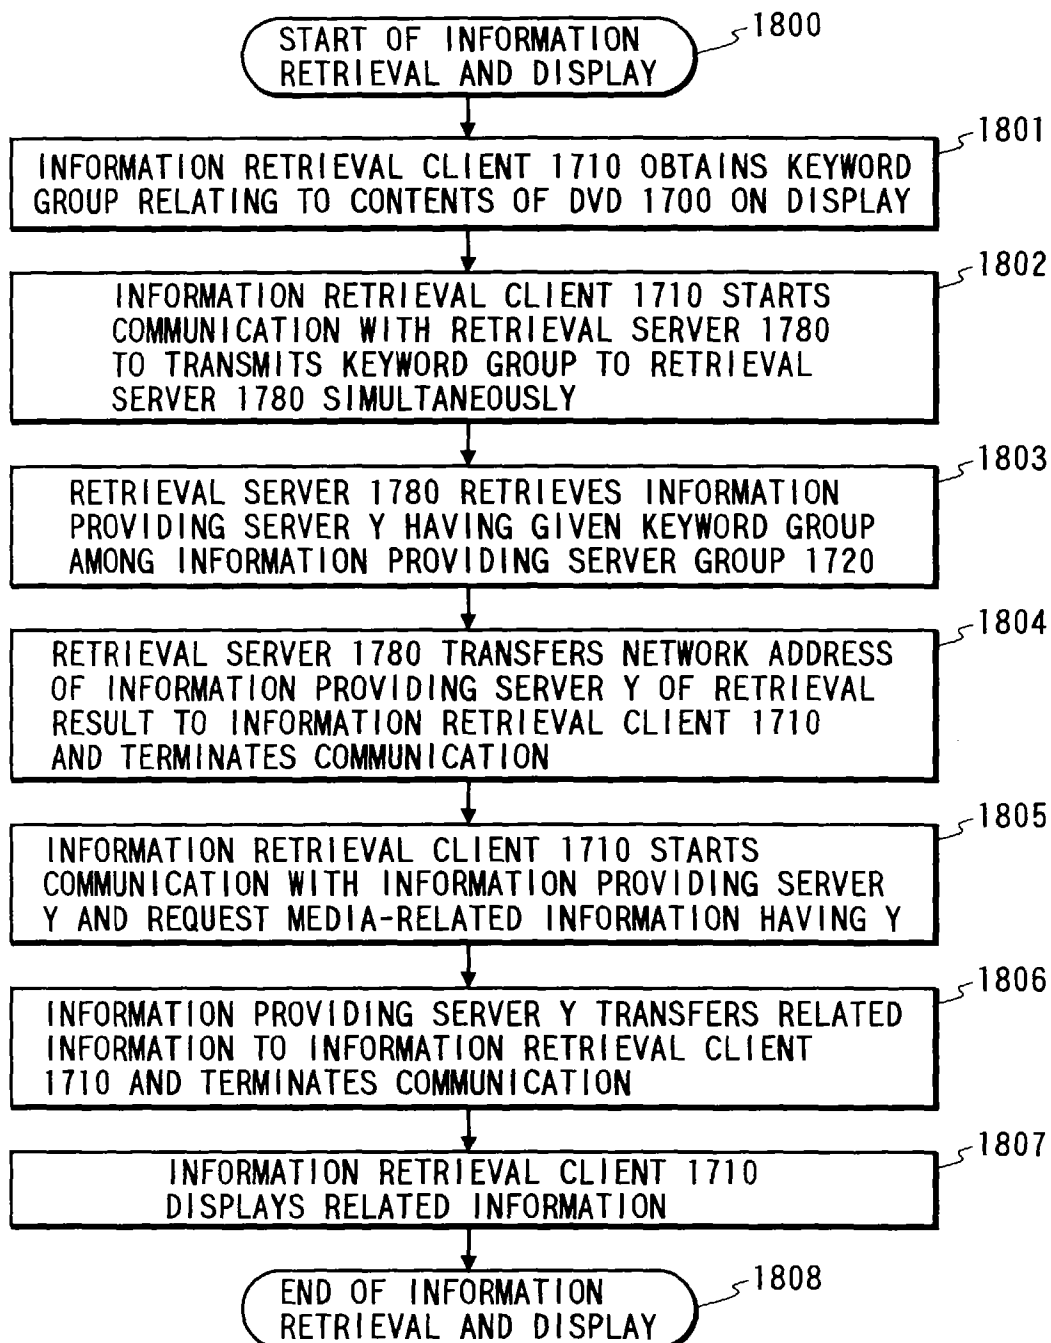 START OF INFORMATION
RETRIEVAL AND DISPLAY
1800
1801
INFORMATION RETRIEVAL CLIENT 1710 OBTAINS KEYWORD
GROUP RELATING TO CONTENTS OF DVD 1700 ON DISPLAY
1802
INFORMATION RETRIEVAL CLIENT 1710 STARTS
COMMUNICATION WITH RETRIEVAL SERVER 1780
TO TRANSMITS KEYWORD GROUP TO RETRIEVAL
SERVER 1780 SIMULTANEOUSLY
1803
RETRIEVAL SERVER 1780 RETRIEVES INFORMATION
PROVIDING SERVER Y HAVING GIVEN KEYWORD GROUP
AMONG INFORMATION PROVIDING SERVER GROUP 1720
1804
RETRIEVAL SERVER 1780 TRANSFERS NETWORK ADDRESS
OF INFORMATION PROVIDING SERVER Y OF RETRIEVAL
RESULT TO INFORMATION RETRIEVAL CLIENT 1710
AND TERMINATES COMMUNICATION
1805
INFORMATION RETRIEVAL CLIENT 1710 STARTS
COMMUNICATION WITH INFORMATION PROVIDING SERVER
Y AND REQUEST MEDIA-RELATED INFORMATION HAVING Y
1806
INFORMATION PROVIDING SERVER Y TRANSFERS RELATED
INFORMATION TO INFORMATION RETRIEVAL CLIENT
1710 AND TERMINATES COMMUNICATION
1807
INFORMATION RETRIEVAL CLIENT 1710
DISPLAYS RELATED INFORMATION
1808
END OF INFORMATION
RETRIEVAL AND DISPLAY